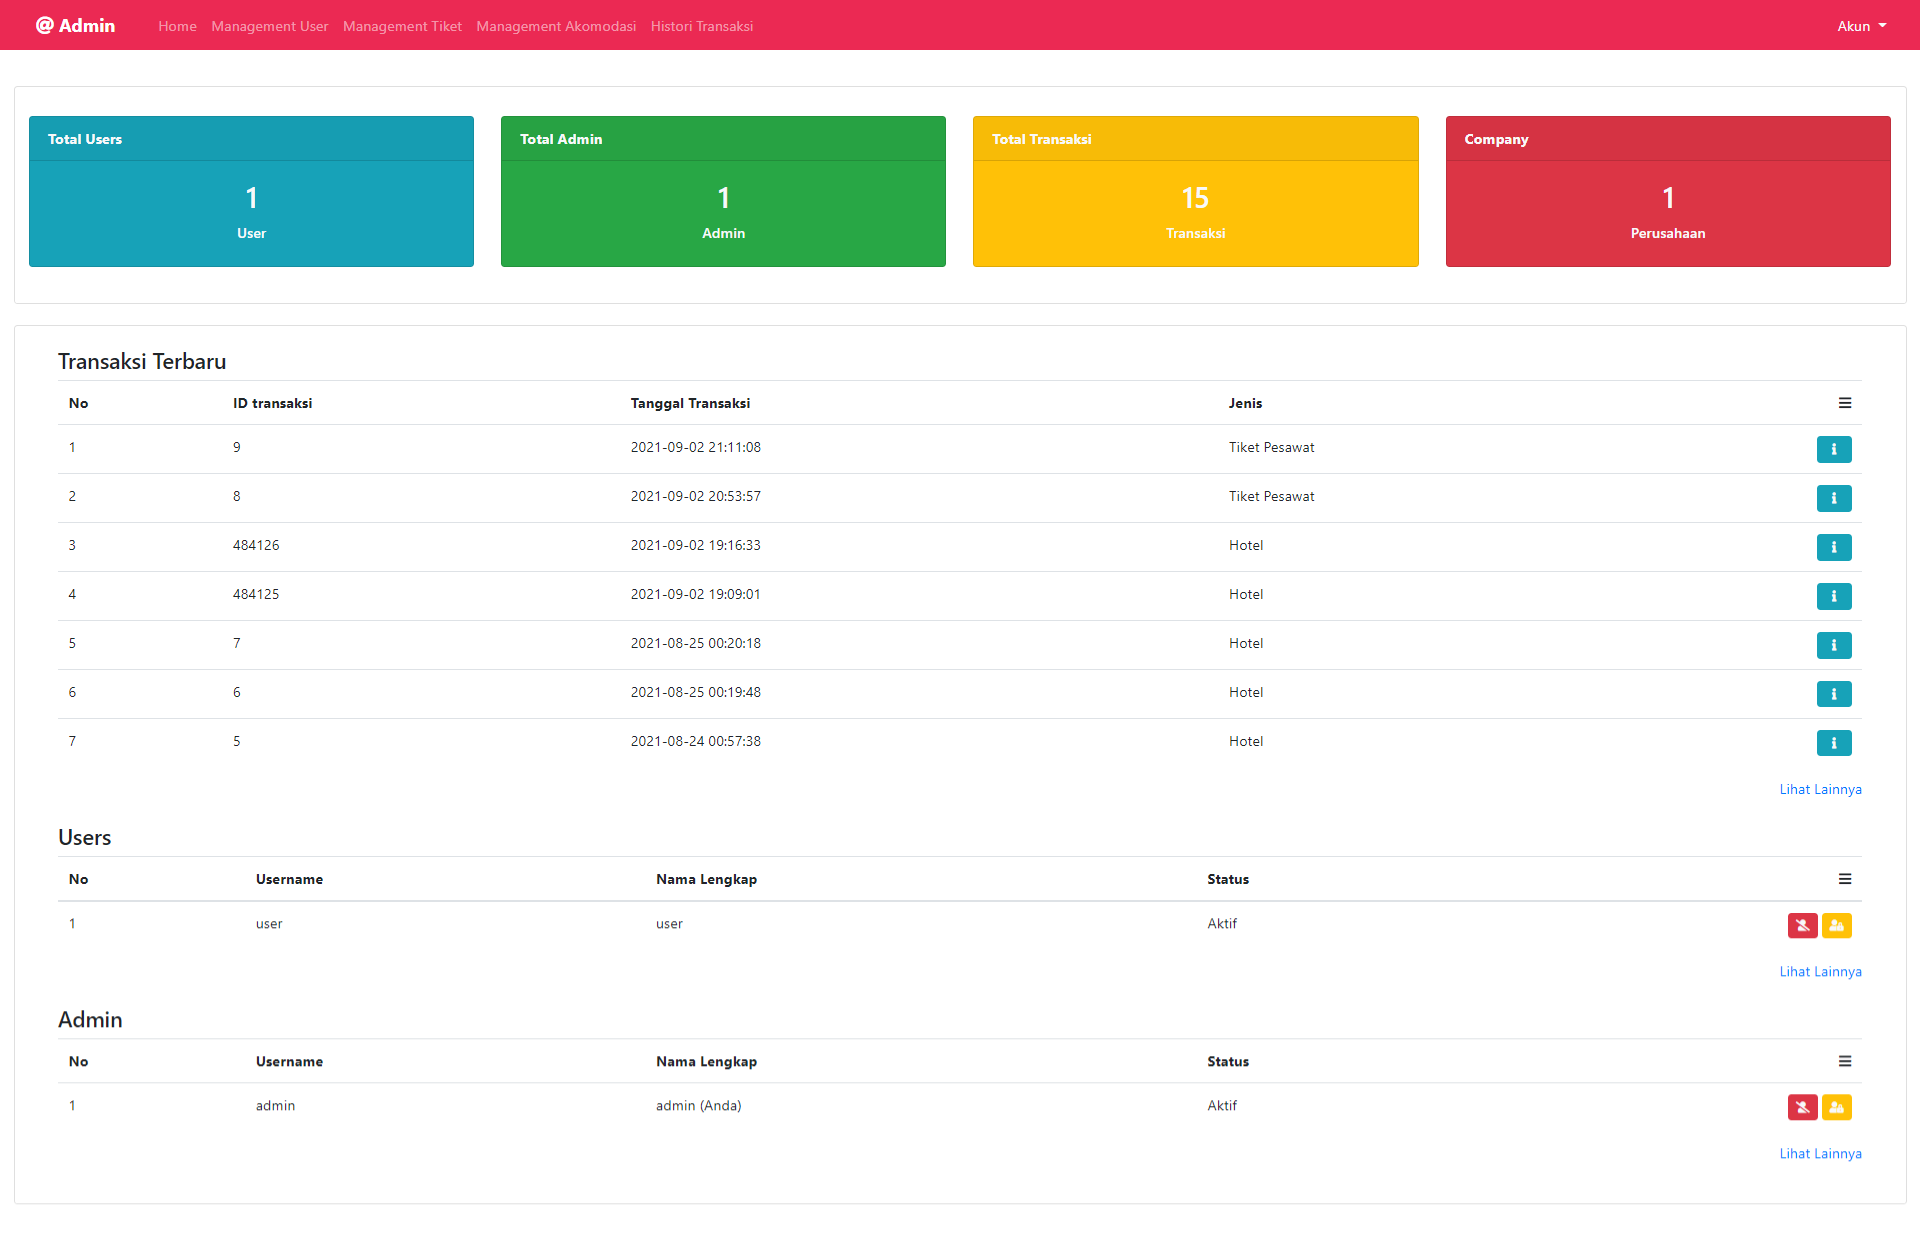 @ Admin Home Management User Management Tiket Management Akomodasi Histori Transaksi Akun
Total Users Total Admin Total Transaksi Company
1 1 15 1
User Admin Transaksi Perusahaan
Transaksi Terbaru
No ID transaksi Tanggal Transaksi Jenis
1 9 2021-09-02 21:11:08 Tiket Pesawat
2 8 2021-09-02 20:53:57 Tiket Pesawat
3 484126 2021-09-02 19:16:33 Hotel
4 484125 2021-09-02 19:09:01 Hotel
5 7 2021-08-25 00:20:18 Hotel
6 6 2021-08-25 00:19:48 Hotel
7 5 2021-08-24 00:57:38 Hotel
Lihat Lainnya
Users
No Username Nama Lengkap Status
1 user user Aktif
Lihat Lainnya
Admin
No Username Nama Lengkap Status
1 admin admin (Anda) Aktif
Lihat Lainnya